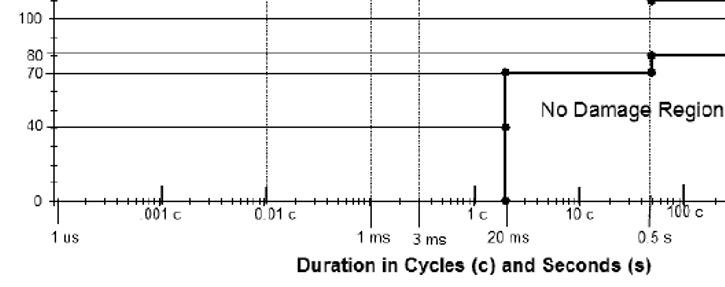 100
80
70
No Damage Region
40
0
.001 c
0.01 c
1 c
10 c
100 c
1 us
1 ms
3 ms
20 ms
0.5 s
Duration in Cycles (c) and Seconds (s)